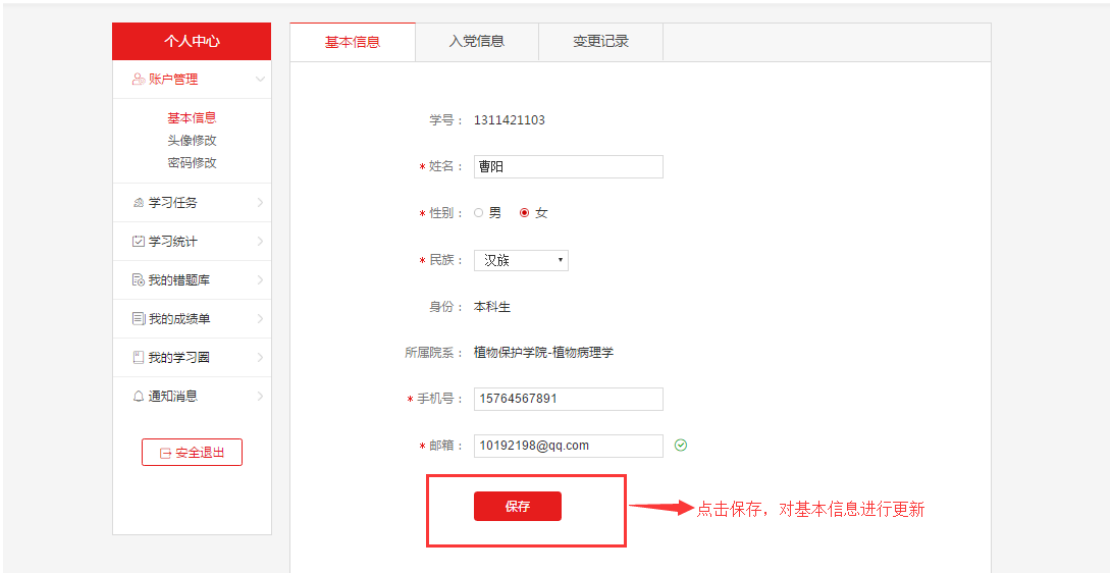 个人中心
账户管理
基本信息
头像修改
密码修改
学习任务
学习统计
我的错题库
我的成绩单
我的学习圈
通知消息
安全退出
基本信息 入党信息 变更记录
学号： 1311421103
* 姓名： 曹阳
* 性别： 男 女
* 民族： 汉族
身份： 本科生
所属院系： 植物保护学院-植物病理学
* 手机号： 15764567891
* 邮箱： 10192198@qq.com
保存
点击保存，对基本信息进行更新